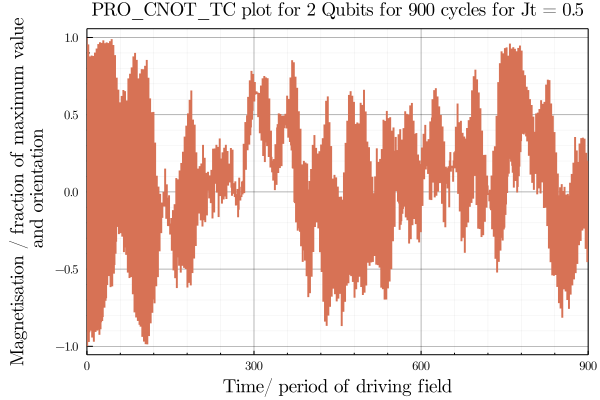 PRO_CNOT_TC plot for 2 Qubits for 900 cycles for Jt = 0.5
Magnetisation / fraction of maximum value
and orientation
1.0
0.5
0.0
−0.5
−1.0
0
300
600
900
Time/ period of driving field